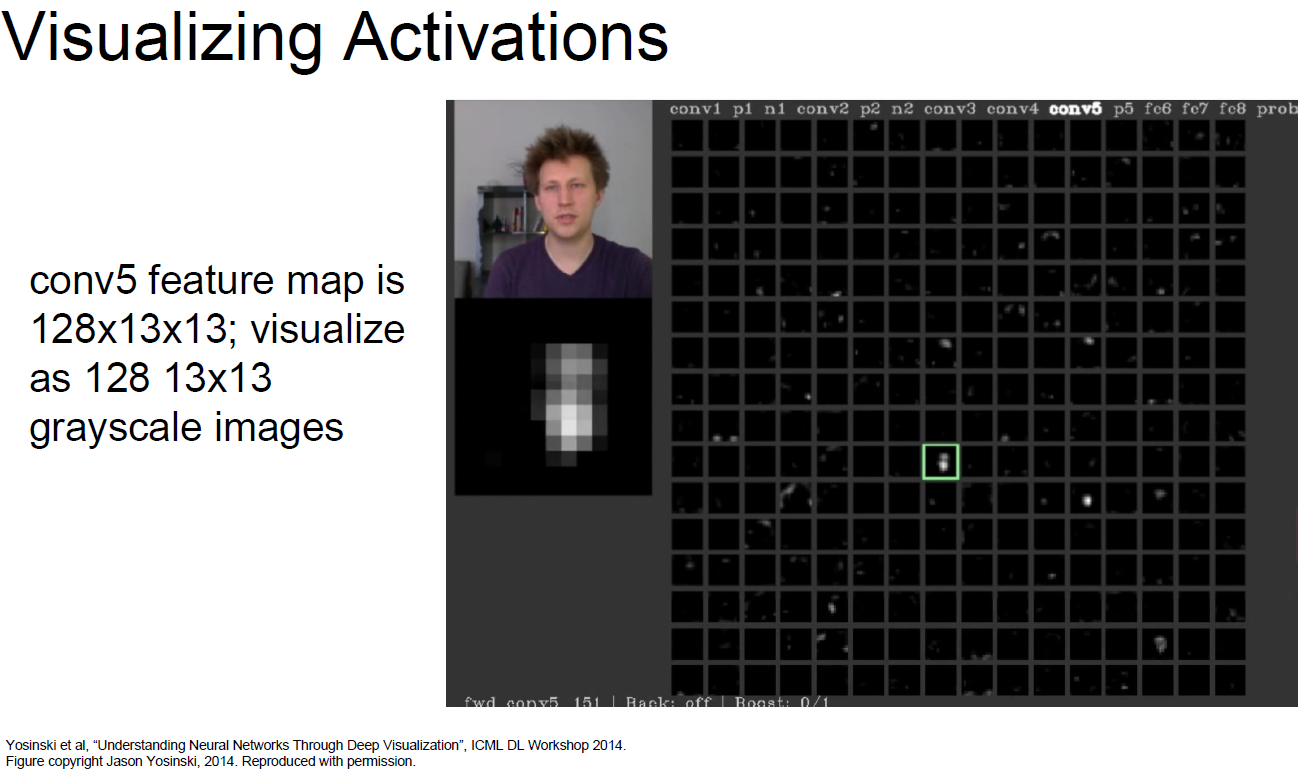 Visualizing Activations
conv1 p1 n1 conv2 p2 n2 conv3 conv4 conv5 p5 fc6 fc7 fc8 prob
conv5 feature map is
128x13x13; visualize
as 128 13x13
grayscale images
fwd conv5_151 | Back: off | Boost: 0/1
Yosinski et al, “Understanding Neural Networks Through Deep Visualization”, ICML DL Workshop 2014.
Figure copyright Jason Yosinski, 2014. Reproduced with permission.